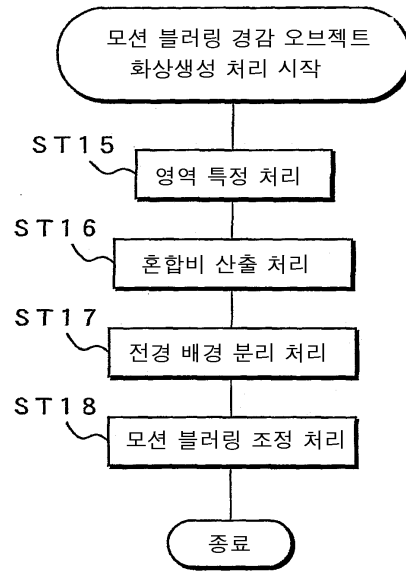 모션 블러링 경감 오브젝트
화상생성 처리 시작
ST15
영역 특정 처리
ST16
혼합비 산출 처리
ST17
전경 배경 분리 처리
ST18
모션 블러링 조정 처리
종료